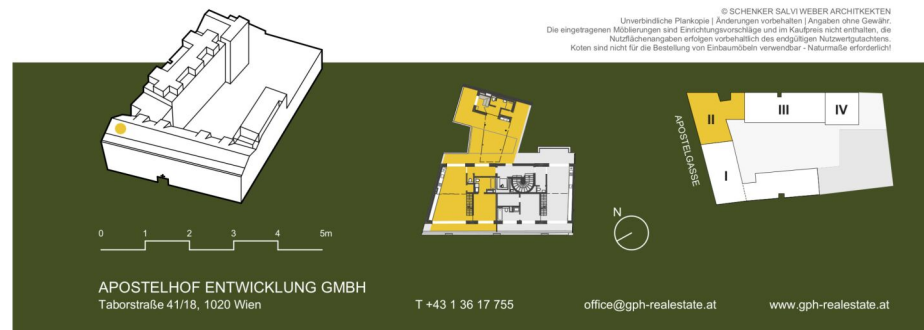 © SCHENKER SALVI WEBER ARCHITKEKTEN
Unverbindliche Plankopie | Änderungen vorbehalten | Angaben ohne Gewähr.
Die eingetragenen Möblierungen sind Einrichtungsvorschläge und im Kaufpreis nicht enthalten, die
Nutzflächenangaben erfolgen vorbehaltlich des endgültigen Nutzwertgutachtens.
Koten sind nicht für die Bestellung von Einbaumöbeln verwendbar - Naturmaße erforderlich!
II
III
IV
APOSTELGASSE
I
N
0 1 2 3 4 5m
APOSTELHOF ENTWICKLUNG GMBH
Taborstraße 41/18, 1020 Wien
T +43 1 36 17 755
office@gph-realestate.at
www.gph-realestate.at